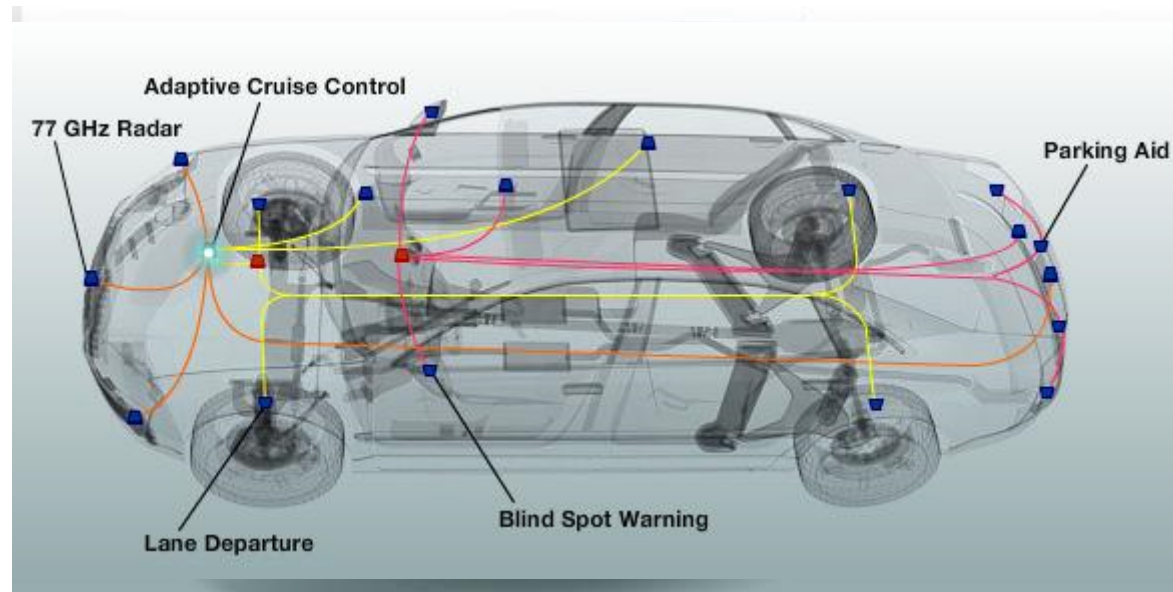 Adaptive Cruise Control
77 GHz Radar
Parking Aid
Blind Spot Warning
Lane Departure